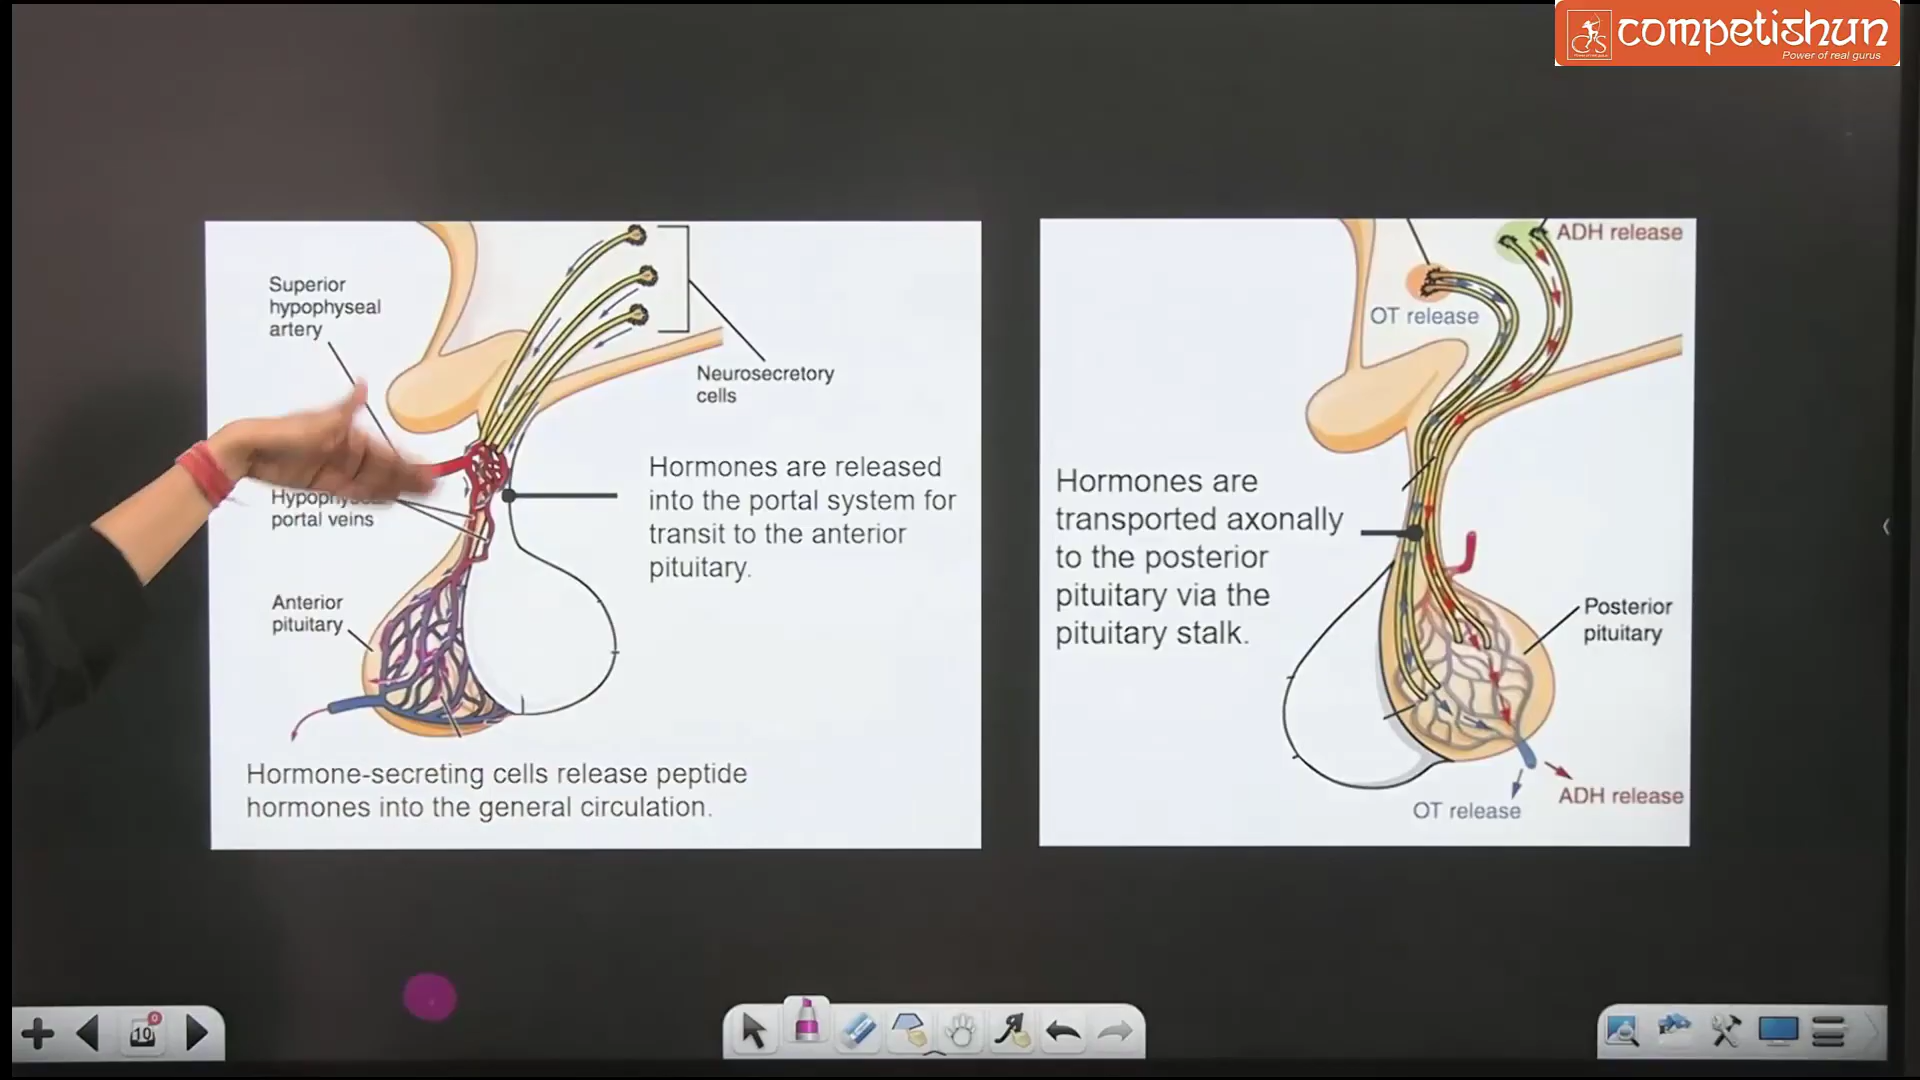 competishun
Power of real gurus
Superior
hypophyseal
artery
Neurosecretory
cells
Hormones are released
into the portal system for
transit to the anterior
pituitary.
portal veins
Anterior
pituitary
Hormone-secreting cells release peptide
hormones into the general circulation.
ADH release
OT release
Hormones are
transported axonally
to the posterior
pituitary via the
pituitary stalk.
Posterior
pituitary
ADH release
OT release
10
0